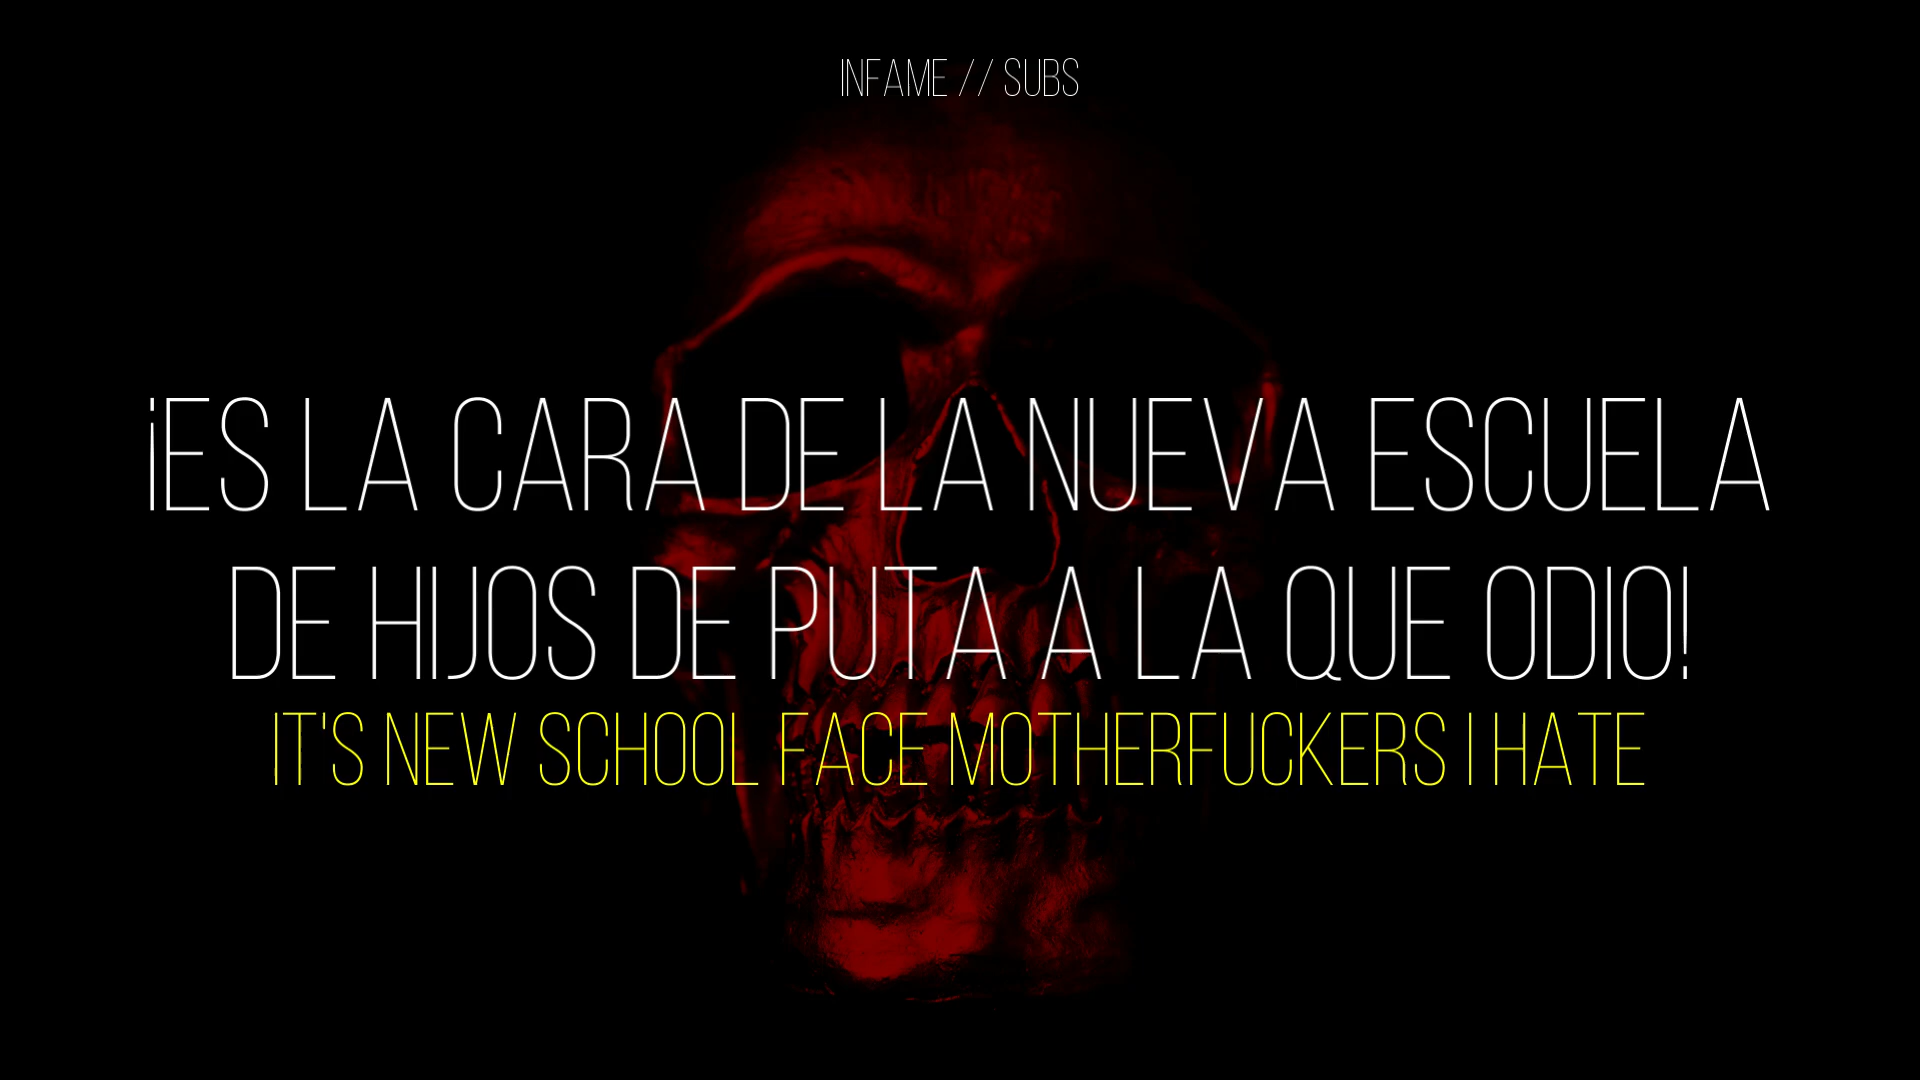 INFAME // SUBS
¡ES LA CARA DE LA NUEVA ESCUELA
DE HIJOS DE PUTA A LA QUE ODIO!
IT'S NEW SCHOOL FACE MOTHERFUCKERS I HATE